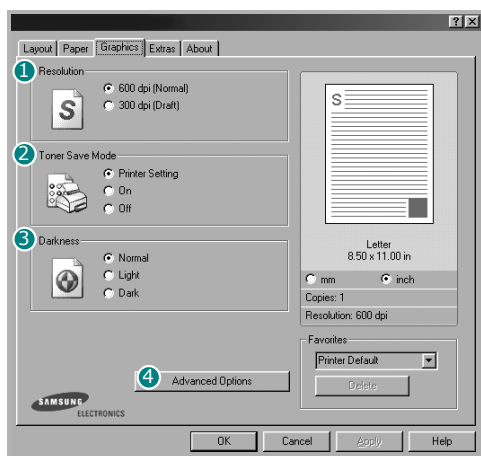 ? X
Layout Paper Graphics Extras About
1 Resolution
600 dpi (Normal)
300 dpi (Draft)
S
2 Toner Save Mode
Printer Setting
On
Off
3 Darkness
Normal
Light
Dark
4 Advanced Options
SAMSUNG
ELECTRONICS
S
Letter
8.50 x 11.00 in
mm inch
Copies: 1
Resolution: 600 dpi
Favorites
Printer Default
Delete
OK Cancel Apply Help